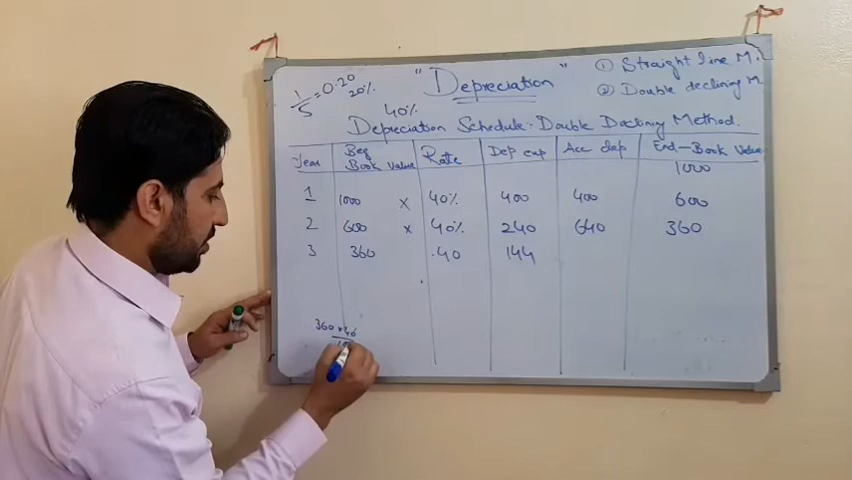 1/5 = 0.20
20%
"Depreciation"
① Straight line M.
② Double declining M
40%
Depreciation Schedule: Double Declining Method.
Year Beg Book Value Rate Dep exp Acc dep End-Book Value
1000
1 1000 x 40% 400 400 600
2 600 x 40% 240 640 360
3 360 .40 144
360 x 40